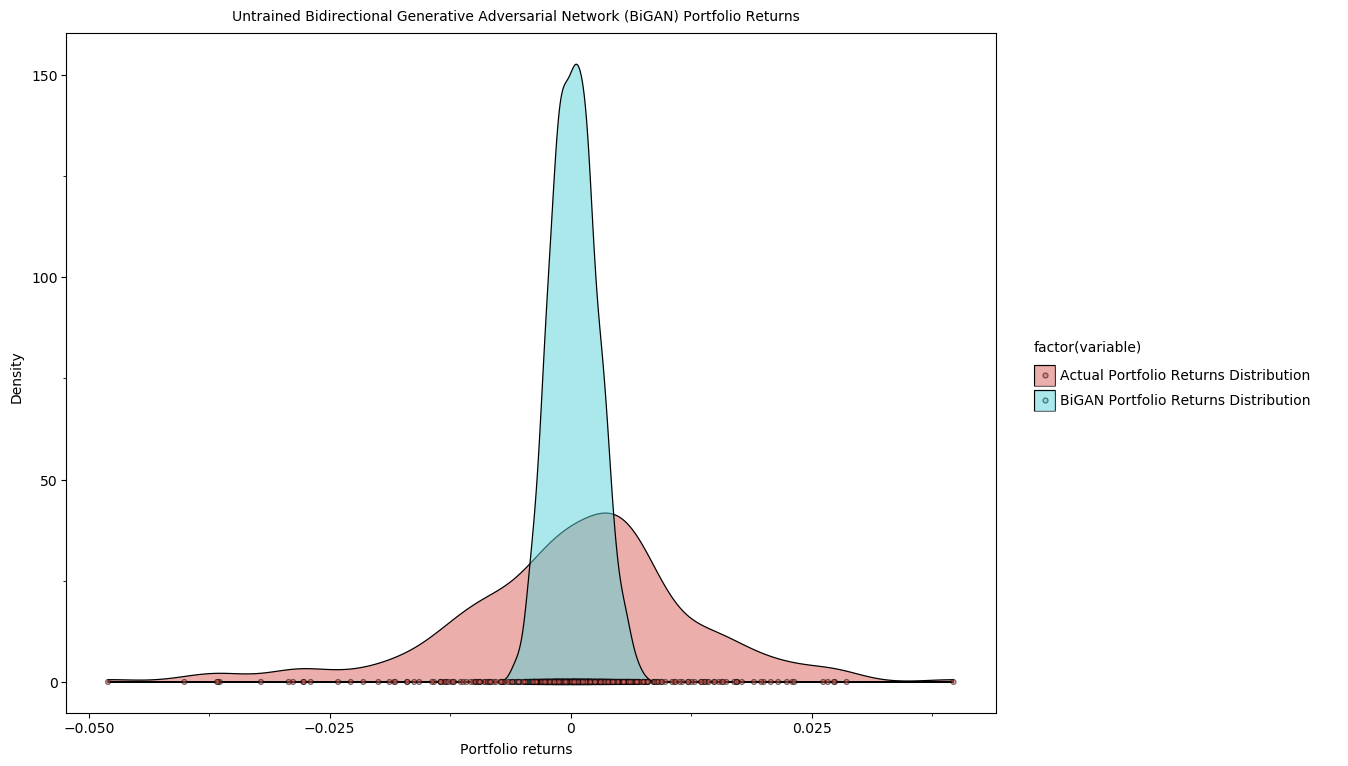 Untrained Bidirectional Generative Adversarial Network (BiGAN) Portfolio Returns
150
100
50
0
Density
−0.050
−0.025
0
0.025
Portfolio returns
factor(variable)
Actual Portfolio Returns Distribution
BiGAN Portfolio Returns Distribution